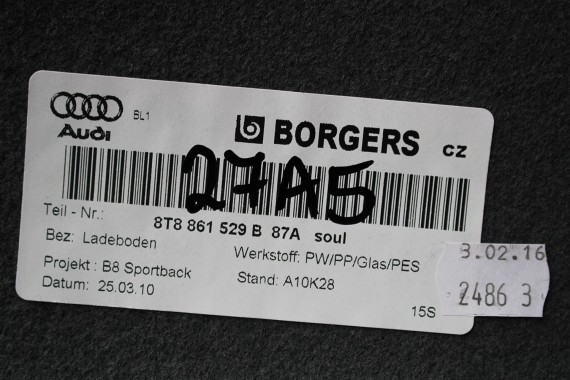 BL1
Audi
BORGERS CZ
27A5
Teil - Nr.:
8T8 861 529 B 87A soul
Bez: Ladeboden
Werkstoff: PW/PP/Glas/PES
Projekt : B8 Sportback
Stand: A10K28
Datum: 25.03.10
15S
3.02.16
2486 3